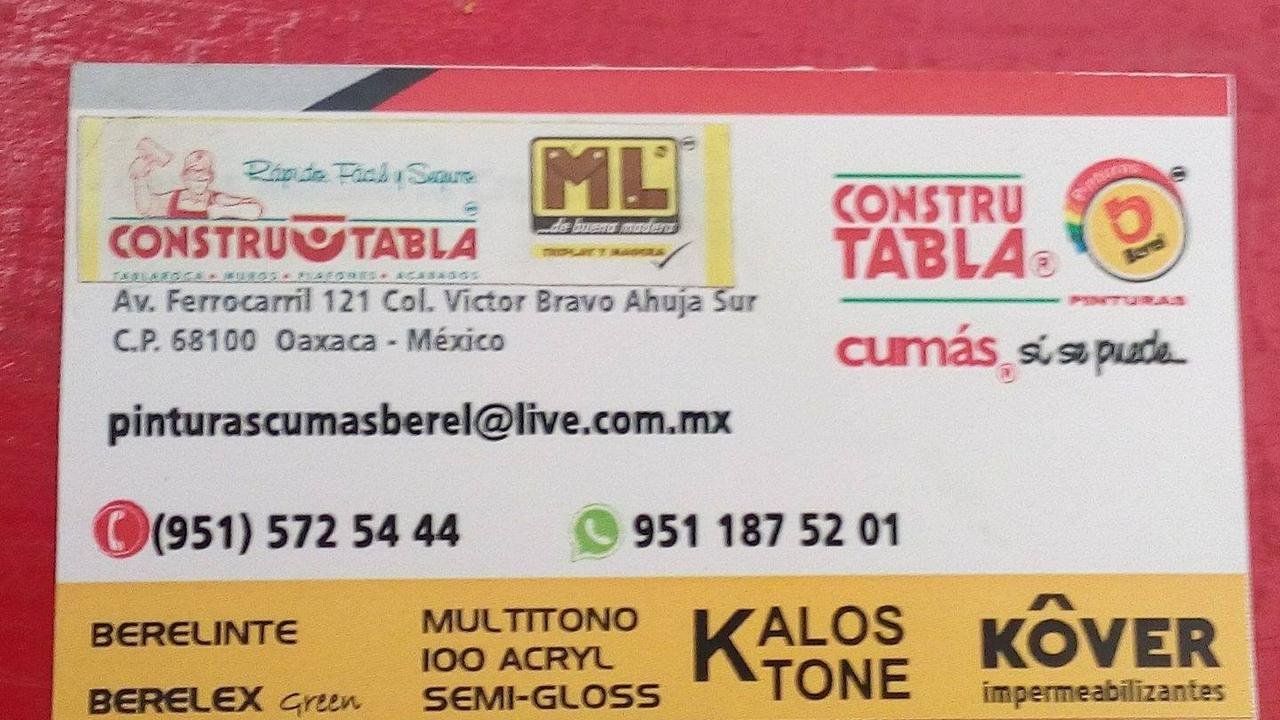 Rápido Fácil y Seguro
CONSTRUTABLA
TABLAROCA • MUROS • PLAFONES • ACABADOS
ML
...de buena madera
TRIPLAY Y MADERA
CONSTRU
TABLA®
Pinturas
b
Berel
PINTURAS
cumás® sí se puede...
Av. Ferrocarril 121 Col. Victor Bravo Ahuja Sur
C.P. 68100 Oaxaca - México
pinturascumasberel@live.com.mx
(951) 572 54 44
951 187 52 01
BERELINTE
BERELEX Green
MULTITONO
100 ACRYL
SEMI-GLOSS
KALOS
TONE
KÔVER
impermeabilizantes